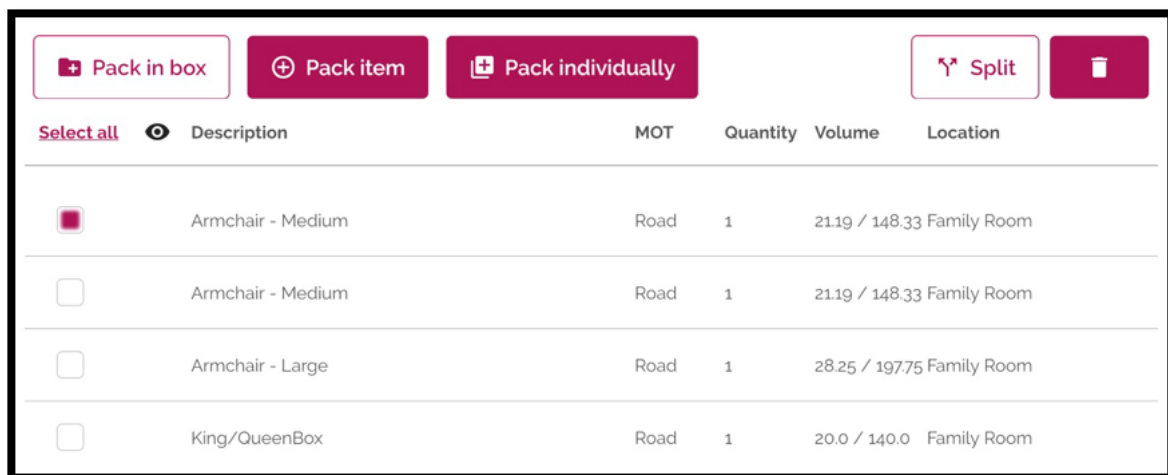 Pack in box Pack item Pack individually Split
Select all Description MOT Quantity Volume Location
Armchair - Medium Road 1 21.19 / 148.33 Family Room
Armchair - Medium Road 1 21.19 / 148.33 Family Room
Armchair - Large Road 1 28.25 / 197.75 Family Room
King/QueenBox Road 1 20.0 / 140.0 Family Room